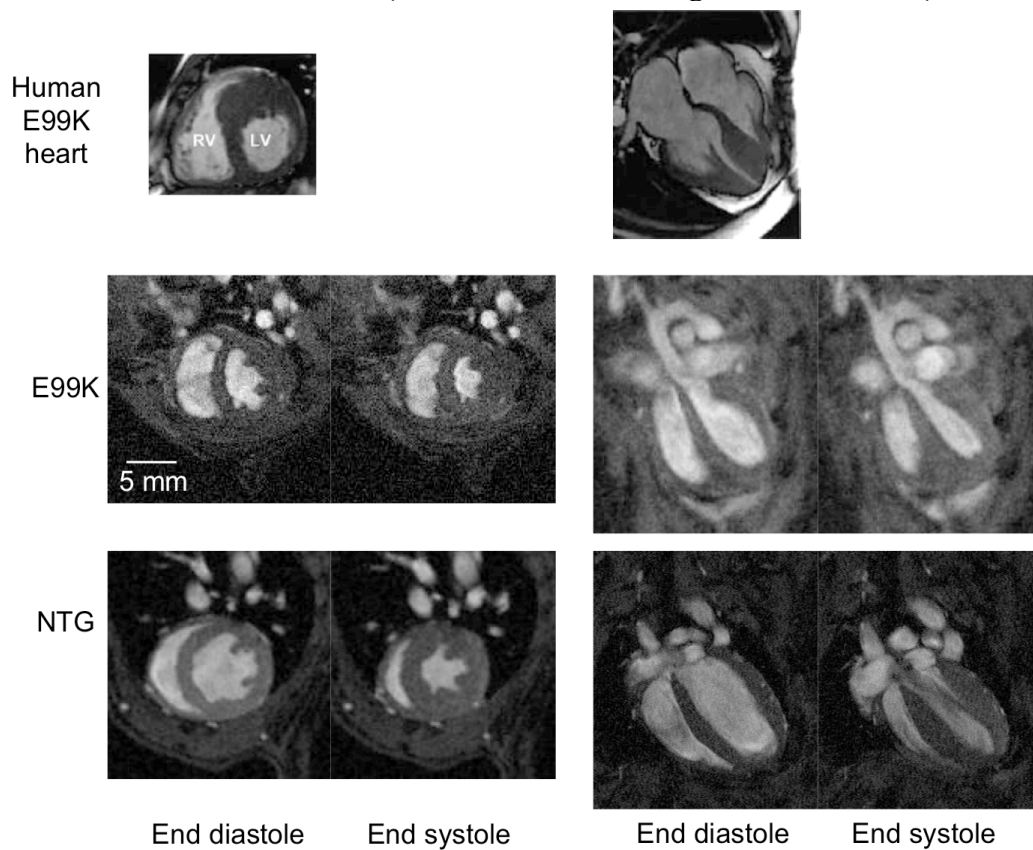 Human
E99K
heart
RV
LV
E99K
5 mm
NTG
End diastole
End systole
End diastole
End systole